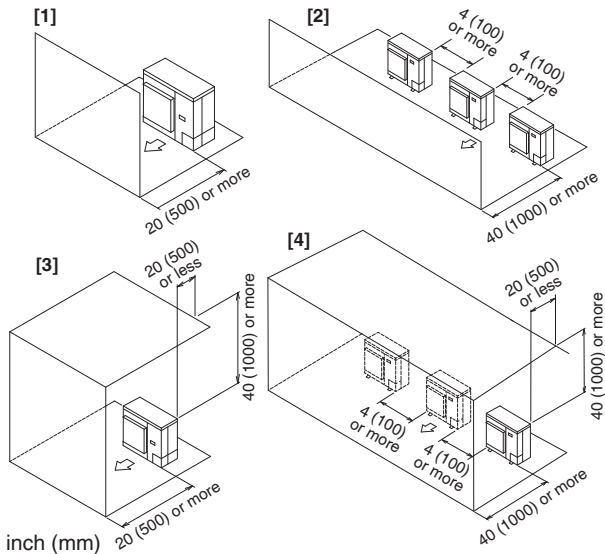 [1]
20 (500) or more
[2]
4 (100)
or more
4 (100)
or more
40 (1000) or more
[3]
20 (500)
or less
40 (1000) or more
20 (500) or more
[4]
20 (500)
or less
40 (1000) or more
4 (100)
or more
4 (100)
or more
40 (1000) or more
inch (mm)